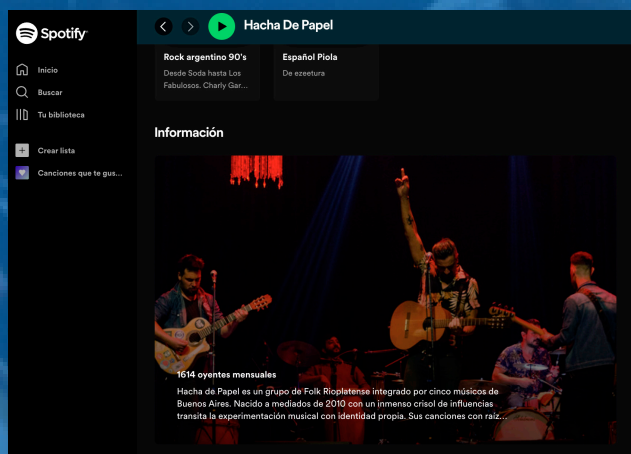 Spotify
Hacha De Papel
Inicio
Buscar
Tu biblioteca
Crear lista
Canciones que te gus...
Rock argentino 90's
Desde Soda hasta Los
Fabulosos. Charly Gar...
Español Piola
De ezeetura
Información
1614 oyentes mensuales
Hacha de Papel es un grupo de Folk Rioplatense integrado por cinco músicos de
Buenos Aires. Nacido a mediados de 2010 con un inmenso crisol de influencias
transita la experimentación musical con identidad propia. Sus canciones con raíz...